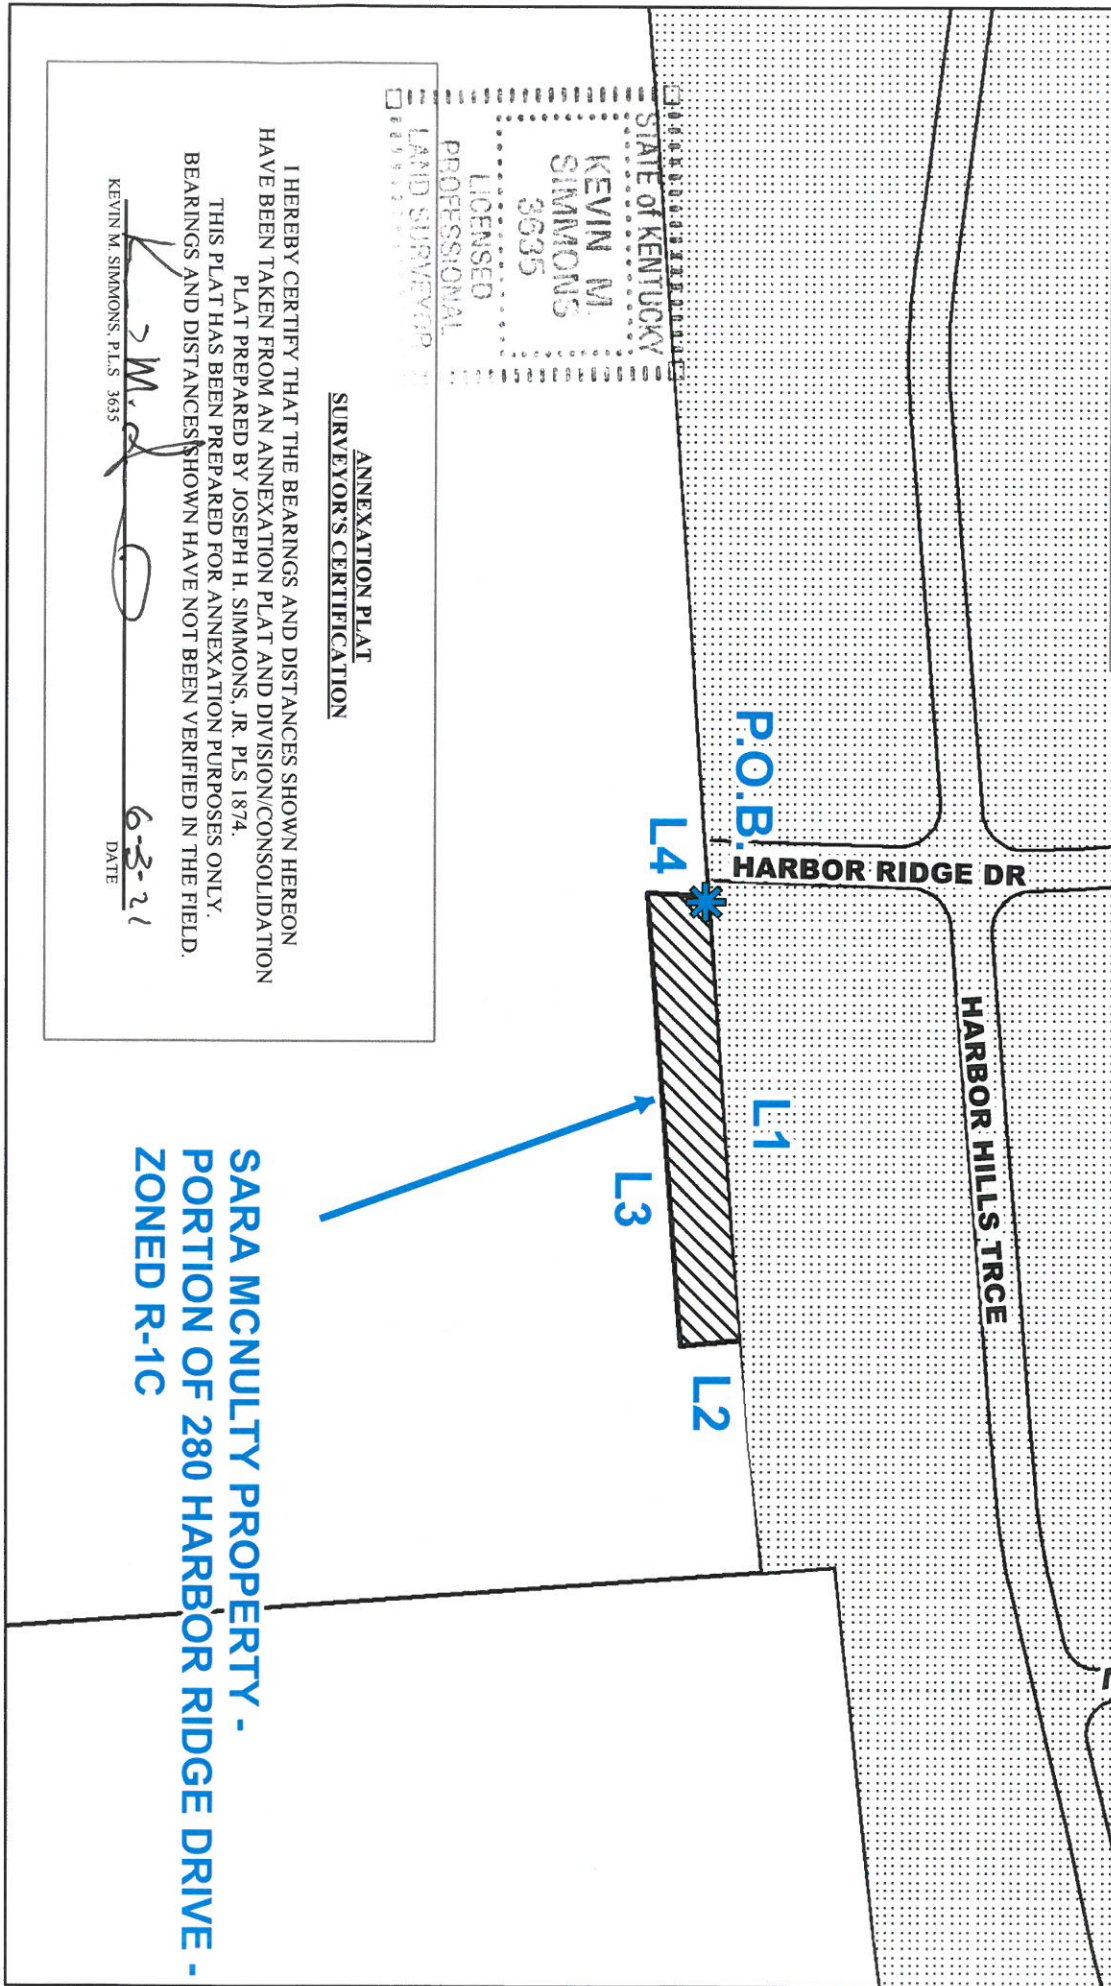 HARBOR HILLS TRCE
HARBOR RIDGE DR
P.O.B.
L1
L4
L2
L3
STATE of KENTUCKY
KEVIN M.
SIMMONS
3635
LICENSED
PROFESSIONAL
LAND SURVEYOR
ANNEXATION PLAT
SURVEYOR'S CERTIFICATION
I HEREBY CERTIFY THAT THE BEARINGS AND DISTANCES SHOWN HEREON
HAVE BEEN TAKEN FROM AN ANNEXATION PLAT AND DIVISION/CONSOLIDATION
PLAT PREPARED BY JOSEPH H. SIMMONS, JR. PLS 1874.
THIS PLAT HAS BEEN PREPARED FOR ANNEXATION PURPOSES ONLY.
BEARINGS AND DISTANCES SHOWN HAVE NOT BEEN VERIFIED IN THE FIELD.
6-3-21
KEVIN M. SIMMONS, P.L.S 3635
DATE
SARA MCNULTY PROPERTY -
PORTION OF 280 HARBOR RIDGE DRIVE -
ZONED R-1C